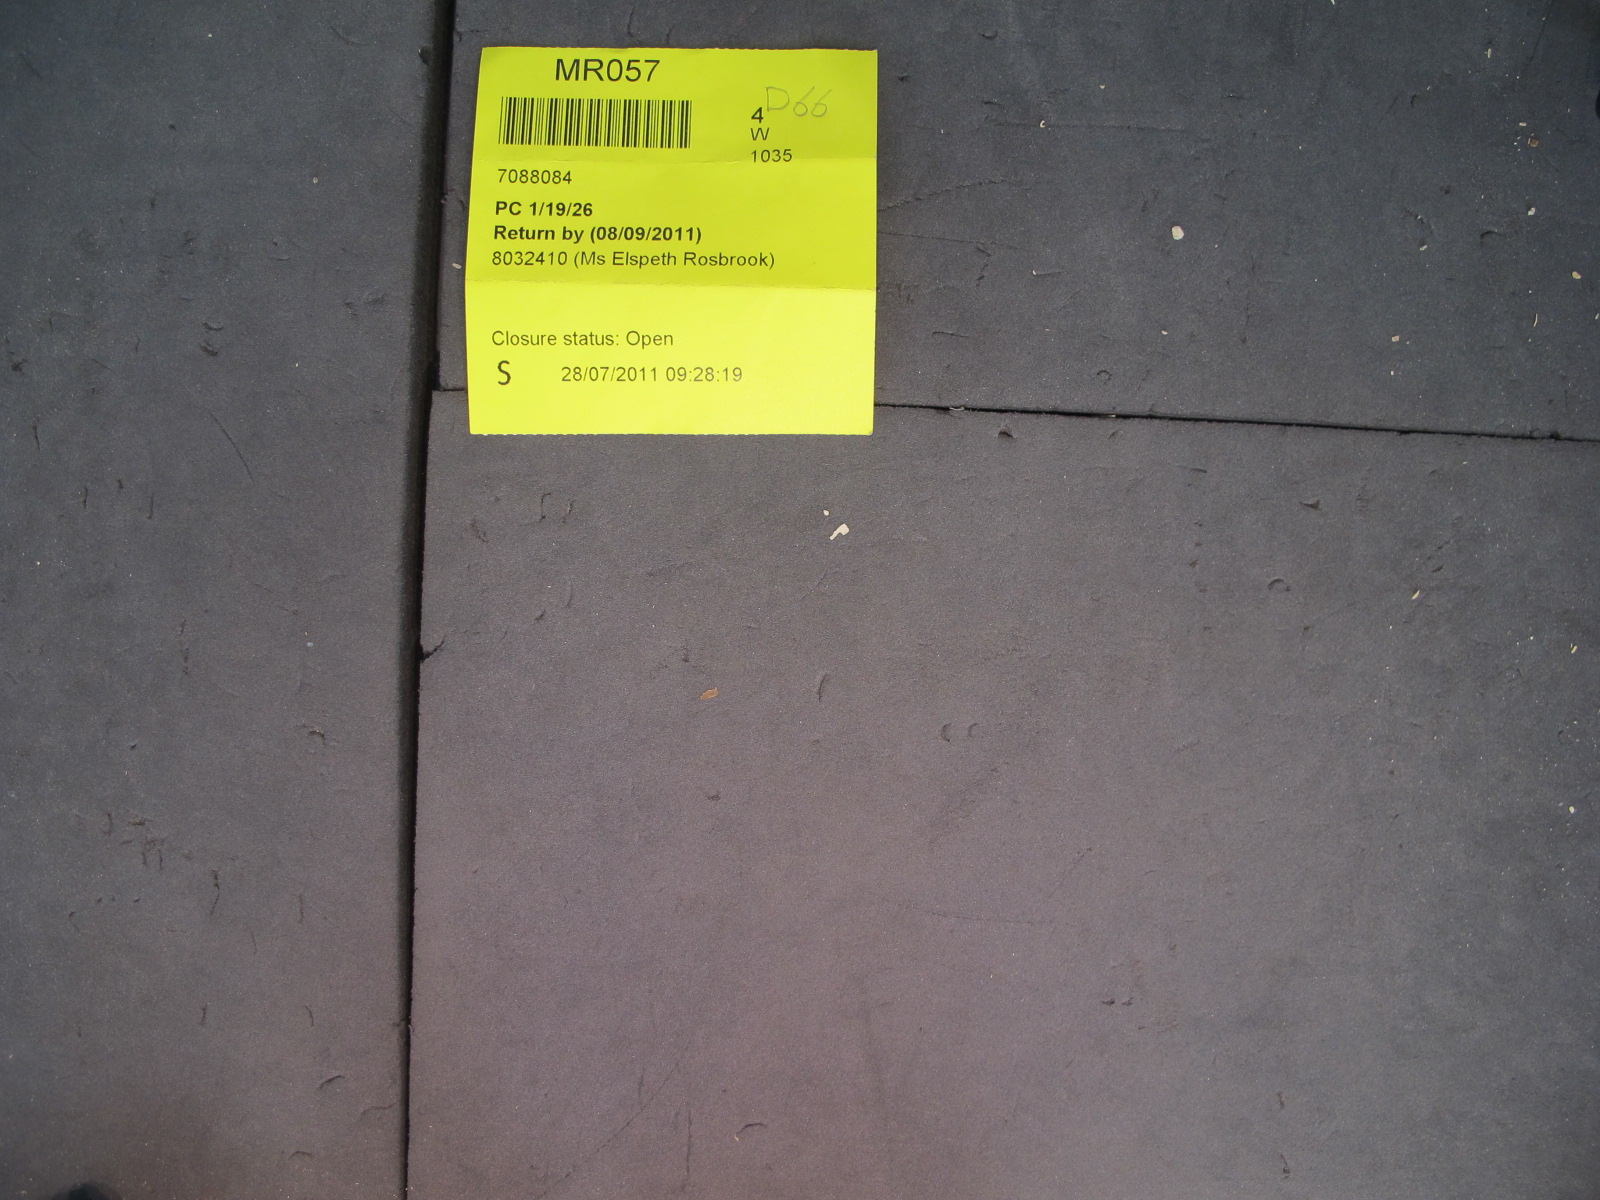 MR057
D66
4
W
1035
7088084
PC 1/19/26
Return by (08/09/2011)
8032410 (Ms Elspeth Rosbrook)
Closure status: Open
S 28/07/2011 09:28:19